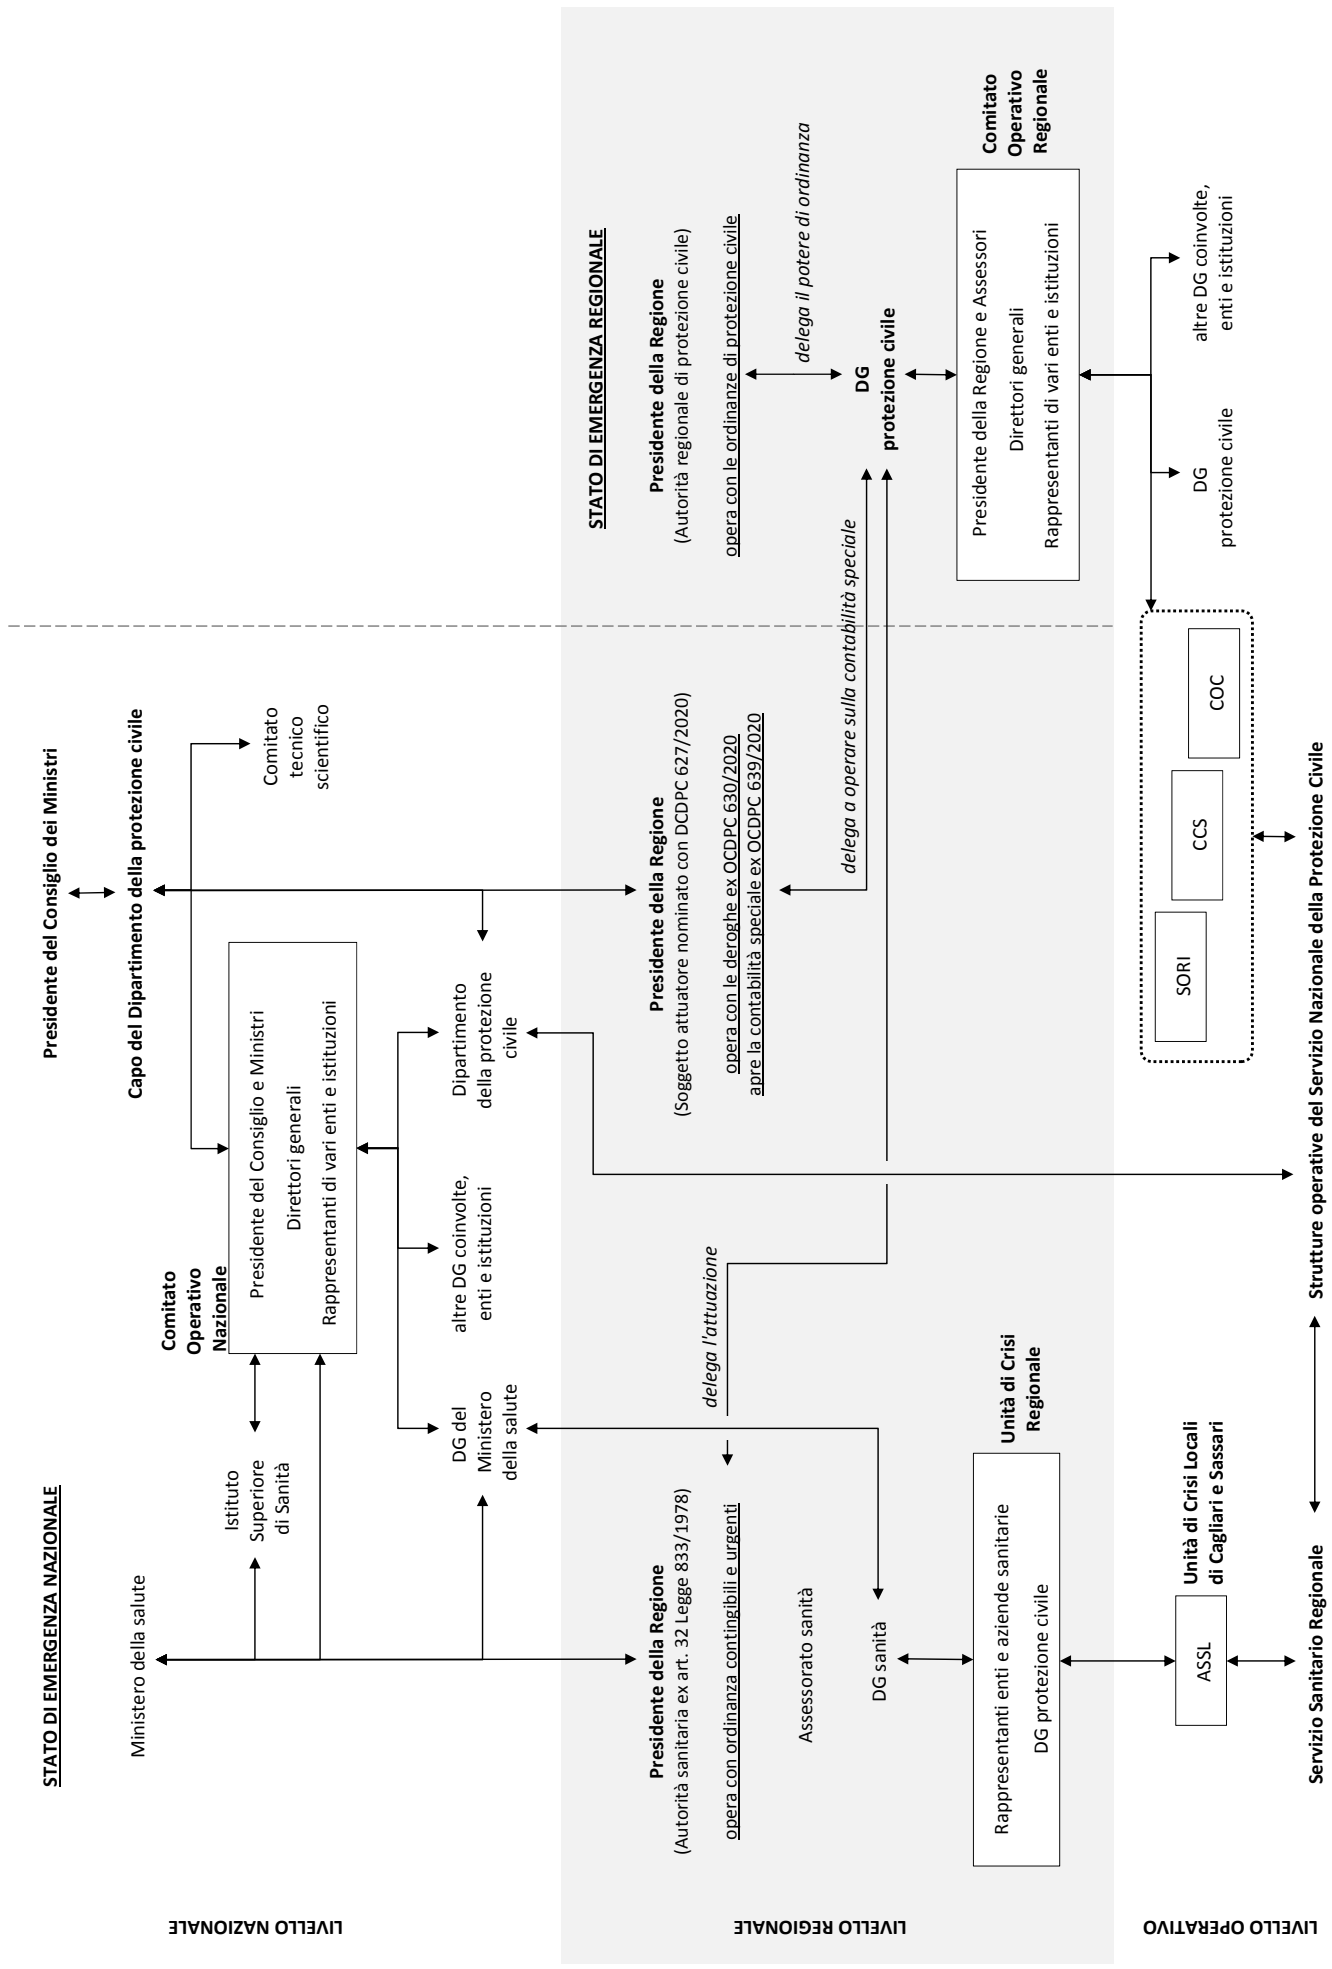 STATO DI EMERGENZA NAZIONALE
Presidente del Consiglio dei Ministri
Ministero della salute
Capo del Dipartimento della protezione civile
Comitato
Operativo
Nazionale
Istituto
Superiore
di Sanità
Presidente del Consiglio e Ministri
Direttori generali
Rappresentanti di vari enti e istituzioni
Comitato
tecnico
scientifico
DG del
Ministero
della salute
altre DG coinvolte,
enti e istituzioni
Dipartimento
della protezione
civile
LIVELLO NAZIONALE
STATO DI EMERGENZA REGIONALE
Presidente della Regione
(Autorità sanitaria ex art. 32 Legge 833/1978)
opera con ordinanza contingibili e urgenti
delega l'attuazione
Presidente della Regione
(Soggetto attuatore nominato con DCDPC 627/2020)
opera con le deroghe ex OCDPC 630/2020
apre la contabilità speciale ex OCDPC 639/2020
Presidente della Regione
(Autorità regionale di protezione civile)
opera con le ordinanze di protezione civile
delega il potere di ordinanza
Assessorato sanità
delega a operare sulla contabilità speciale
DG sanità
DG
protezione civile
Unità di Crisi
Regionale
Rappresentanti enti e aziende sanitarie
DG protezione civile
Comitato
Operativo
Regionale
Presidente della Regione e Assessori
Direttori generali
Rappresentanti di vari enti e istituzioni
LIVELLO REGIONALE
Unità di Crisi Locali
di Cagliari e Sassari
ASSL
SORI
CCS
COC
DG
protezione civile
altre DG coinvolte,
enti e istituzioni
Servizio Sanitario Regionale
Strutture operative del Servizio Nazionale della Protezione Civile
LIVELLO OPERATIVO